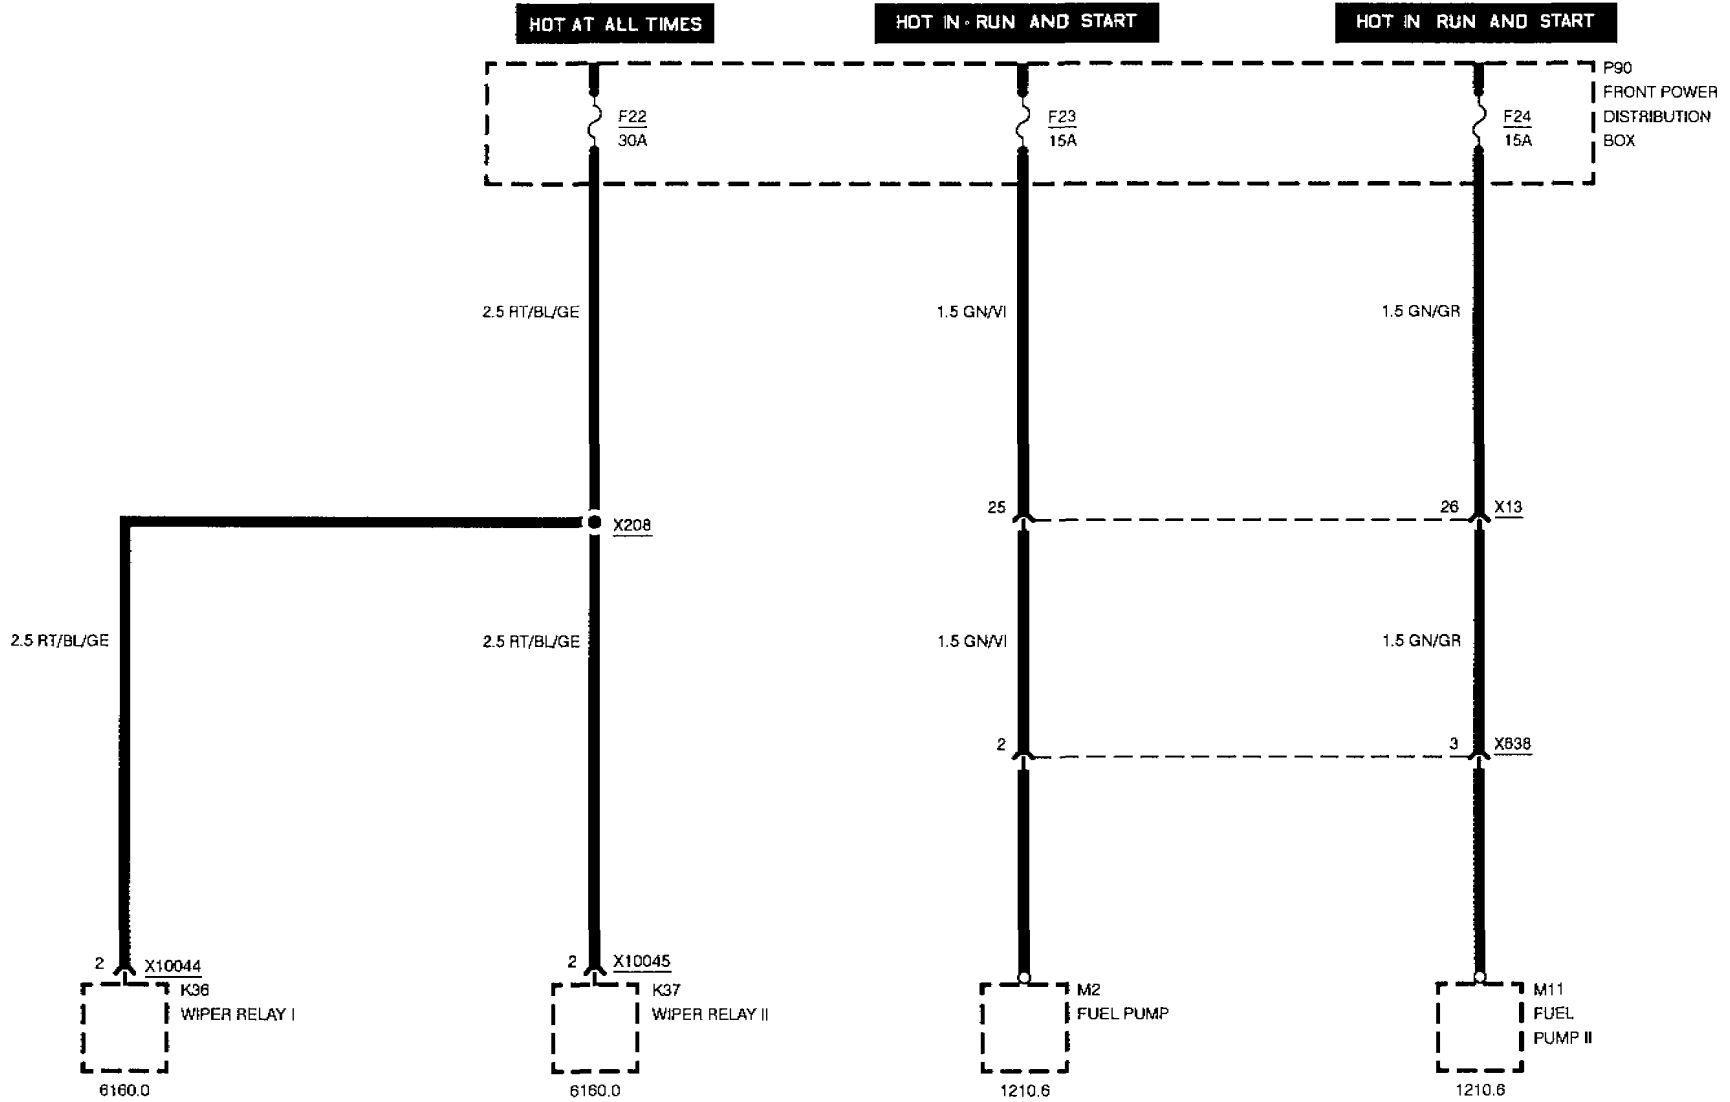 HOT AT ALL TIMES
HOT IN RUN AND START
HOT IN RUN AND START
P90
FRONT POWER
DISTRIBUTION
BOX
F22
30A
F23
15A
F24
15A
2.5 RT/BL/GE
1.5 GN/VI
1.5 GN/GR
X208
25
26
X13
2.5 RT/BL/GE
2.5 RT/BL/GE
1.5 GN/VI
1.5 GN/GR
2
3
X638
2
X10044
K36
WIPER RELAY I
6160.0
2
X10045
K37
WIPER RELAY II
6160.0
M2
FUEL PUMP
1210.6
M11
FUEL
PUMP II
1210.6